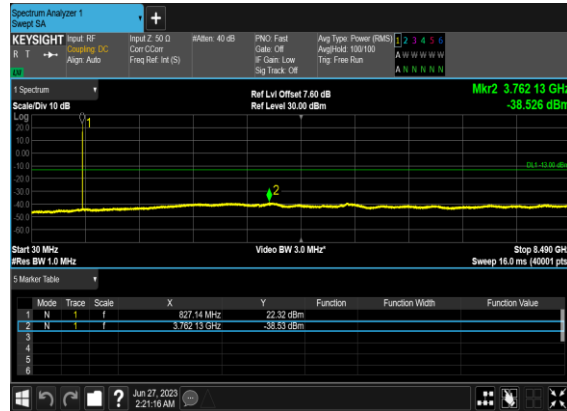 Spectrum Analyzer 1
Swept SA
+
KEYSIGHT Input: RF Input Z: 50 Ω #Atten: 40 dB PNO: Fast Avg Type: Power (RMS) 1 2 3 4 5 6
R T Coupling: DC Corr CCorr Gate: Off Avg|Hold: 100/100 A W W W W W
Align: Auto Freq Ref: Int (S) IF Gain: Low Trig: Free Run
Sig Track: Off A N N N N N
1 Spectrum Ref Lvl Offset 7.60 dB Mkr2 3.762 13 GHz
Scale/Div 10 dB Ref Level 30.00 dBm -38.526 dBm
Log
20.0
10.0
0.00
-10.0
-20.0
-30.0
-40.0
-50.0
-60.0
1
2
DL1 -13.00 dBm
Start 30 MHz Video BW 3.0 MHz* Stop 8.490 GHz
#Res BW 1.0 MHz Sweep 16.0 ms (40001 pts)
5 Marker Table
Mode Trace Scale X Y Function Function Width Function Value
1 N 1 f 827.14 MHz 22.32 dBm
2 N 1 f 3.762 13 GHz -38.53 dBm
3
4
5
6
? Jun 27, 2023
2:21:16 AM